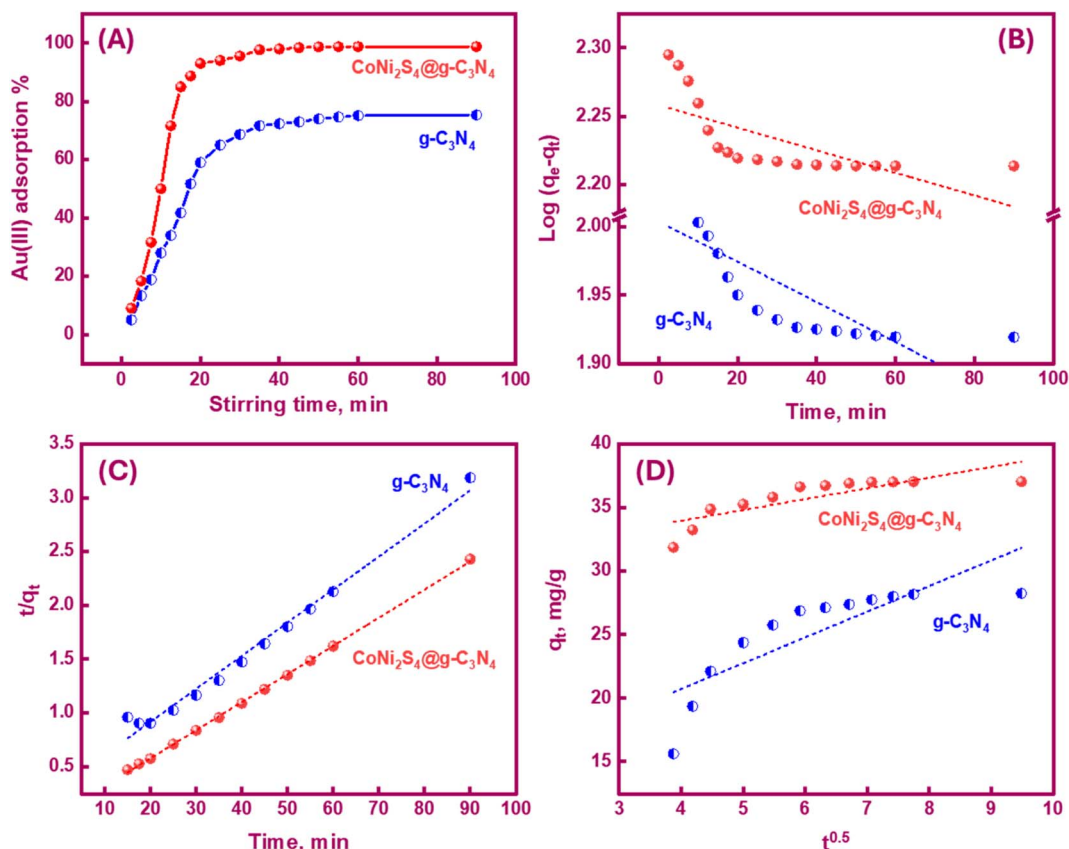 (A)
Au(III) adsorption %
100
80
60
40
20
0
CoNi₂S₄@g-C₃N₄
g-C₃N₄
0 20 40 60 80 100
Stirring time, min
(B)
Log (qₑ-qₜ)
2.30
2.25
2.20
2.00
1.95
1.90
CoNi₂S₄@g-C₃N₄
g-C₃N₄
0 20 40 60 80 100
Time, min
(C)
t/qₜ
3.5
3.0
2.5
2.0
1.5
1.0
0.5
g-C₃N₄
CoNi₂S₄@g-C₃N₄
10 20 30 40 50 60 70 80 90 100
Time, min
(D)
qₜ, mg/g
40
35
30
25
20
15
CoNi₂S₄@g-C₃N₄
g-C₃N₄
3 4 5 6 7 8 9 10
t⁰·⁵